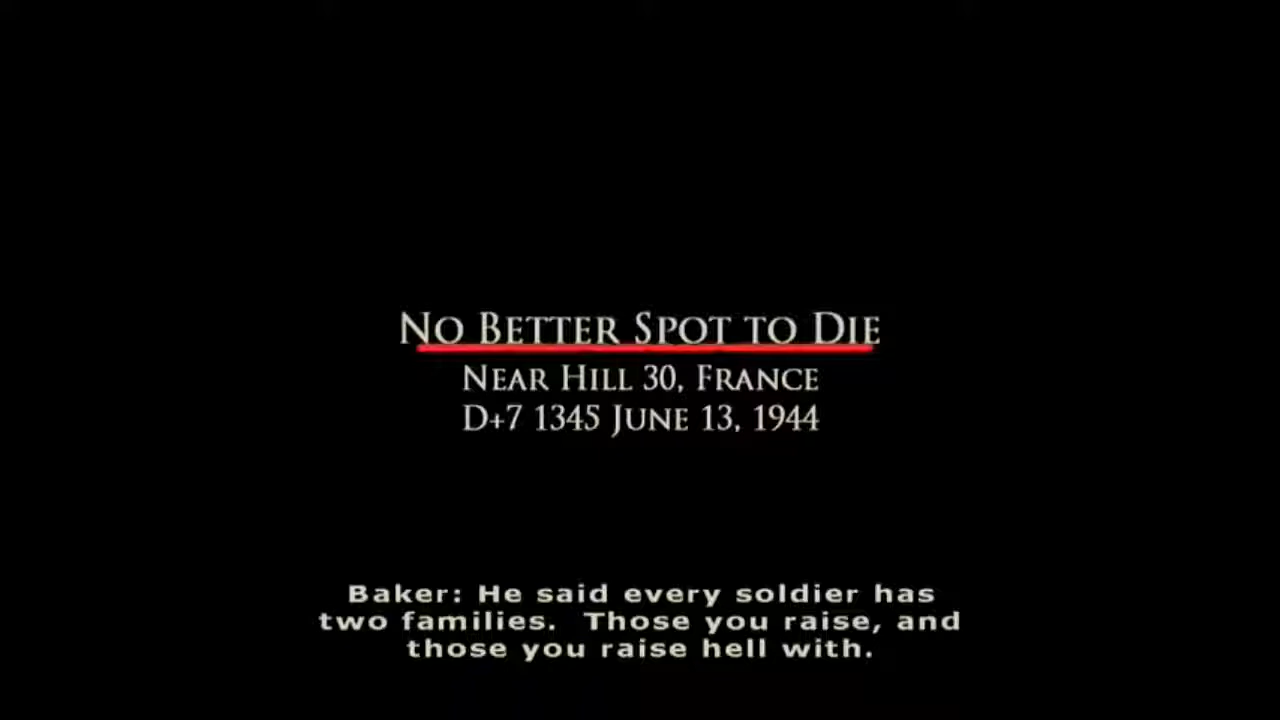 No Better Spot to Die
Near Hill 30, France
D+7 1345 June 13, 1944
Baker: He said every soldier has
two families.  Those you raise, and
those you raise hell with.